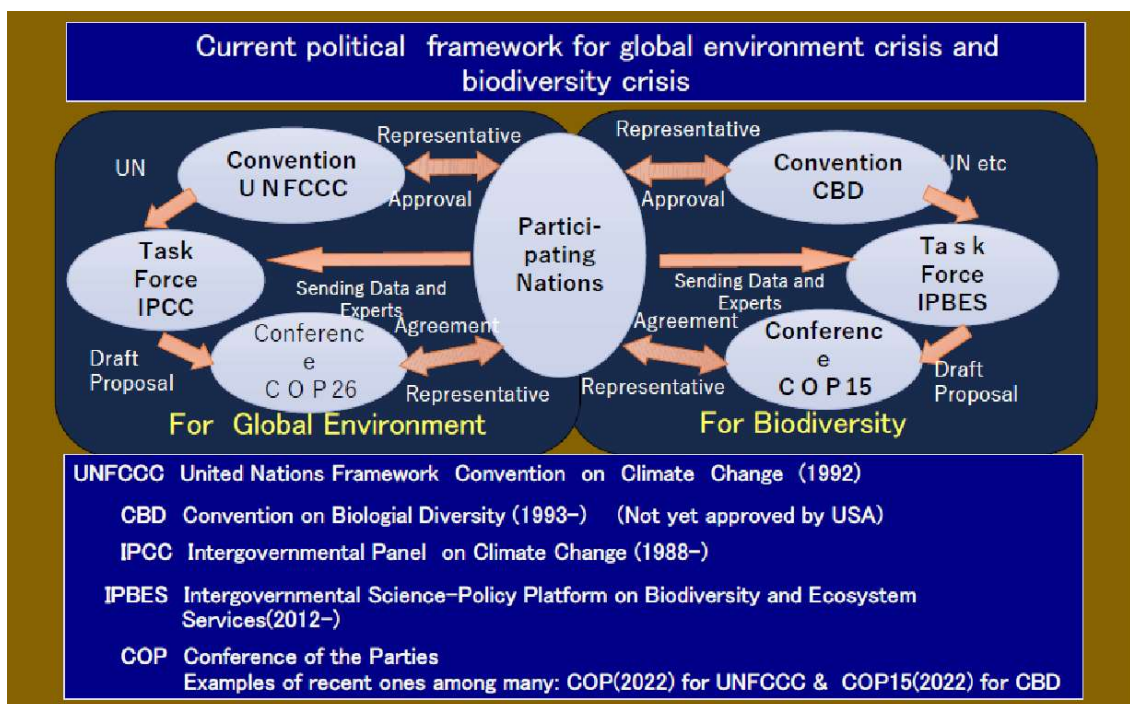 Current political framework for global environment crisis and
biodiversity crisis
UN
Convention
UNFCCC
Representative
Approval
Task
Force
IPCC
Sending Data and
Experts
Draft
Proposal
Conferenc
e
COP26
Agreement
Representative
For Global Environment
Partici-
pating
Nations
Representative
Approval
Convention
CBD
UN etc
Task
Force
IPBES
Sending Data and
Experts
Agreement
Representative
Conferenc
e
COP15
Draft
Proposal
For Biodiversity
UNFCCC United Nations Framework Convention on Climate Change (1992)
CBD Convention on Biologial Diversity (1993-) (Not yet approved by USA)
IPCC Intergovernmental Panel on Climate Change (1988-)
IPBES Intergovernmental Science-Policy Platform on Biodiversity and Ecosystem
Services(2012-)
COP Conference of the Parties
Examples of recent ones among many: COP(2022) for UNFCCC & COP15(2022) for CBD